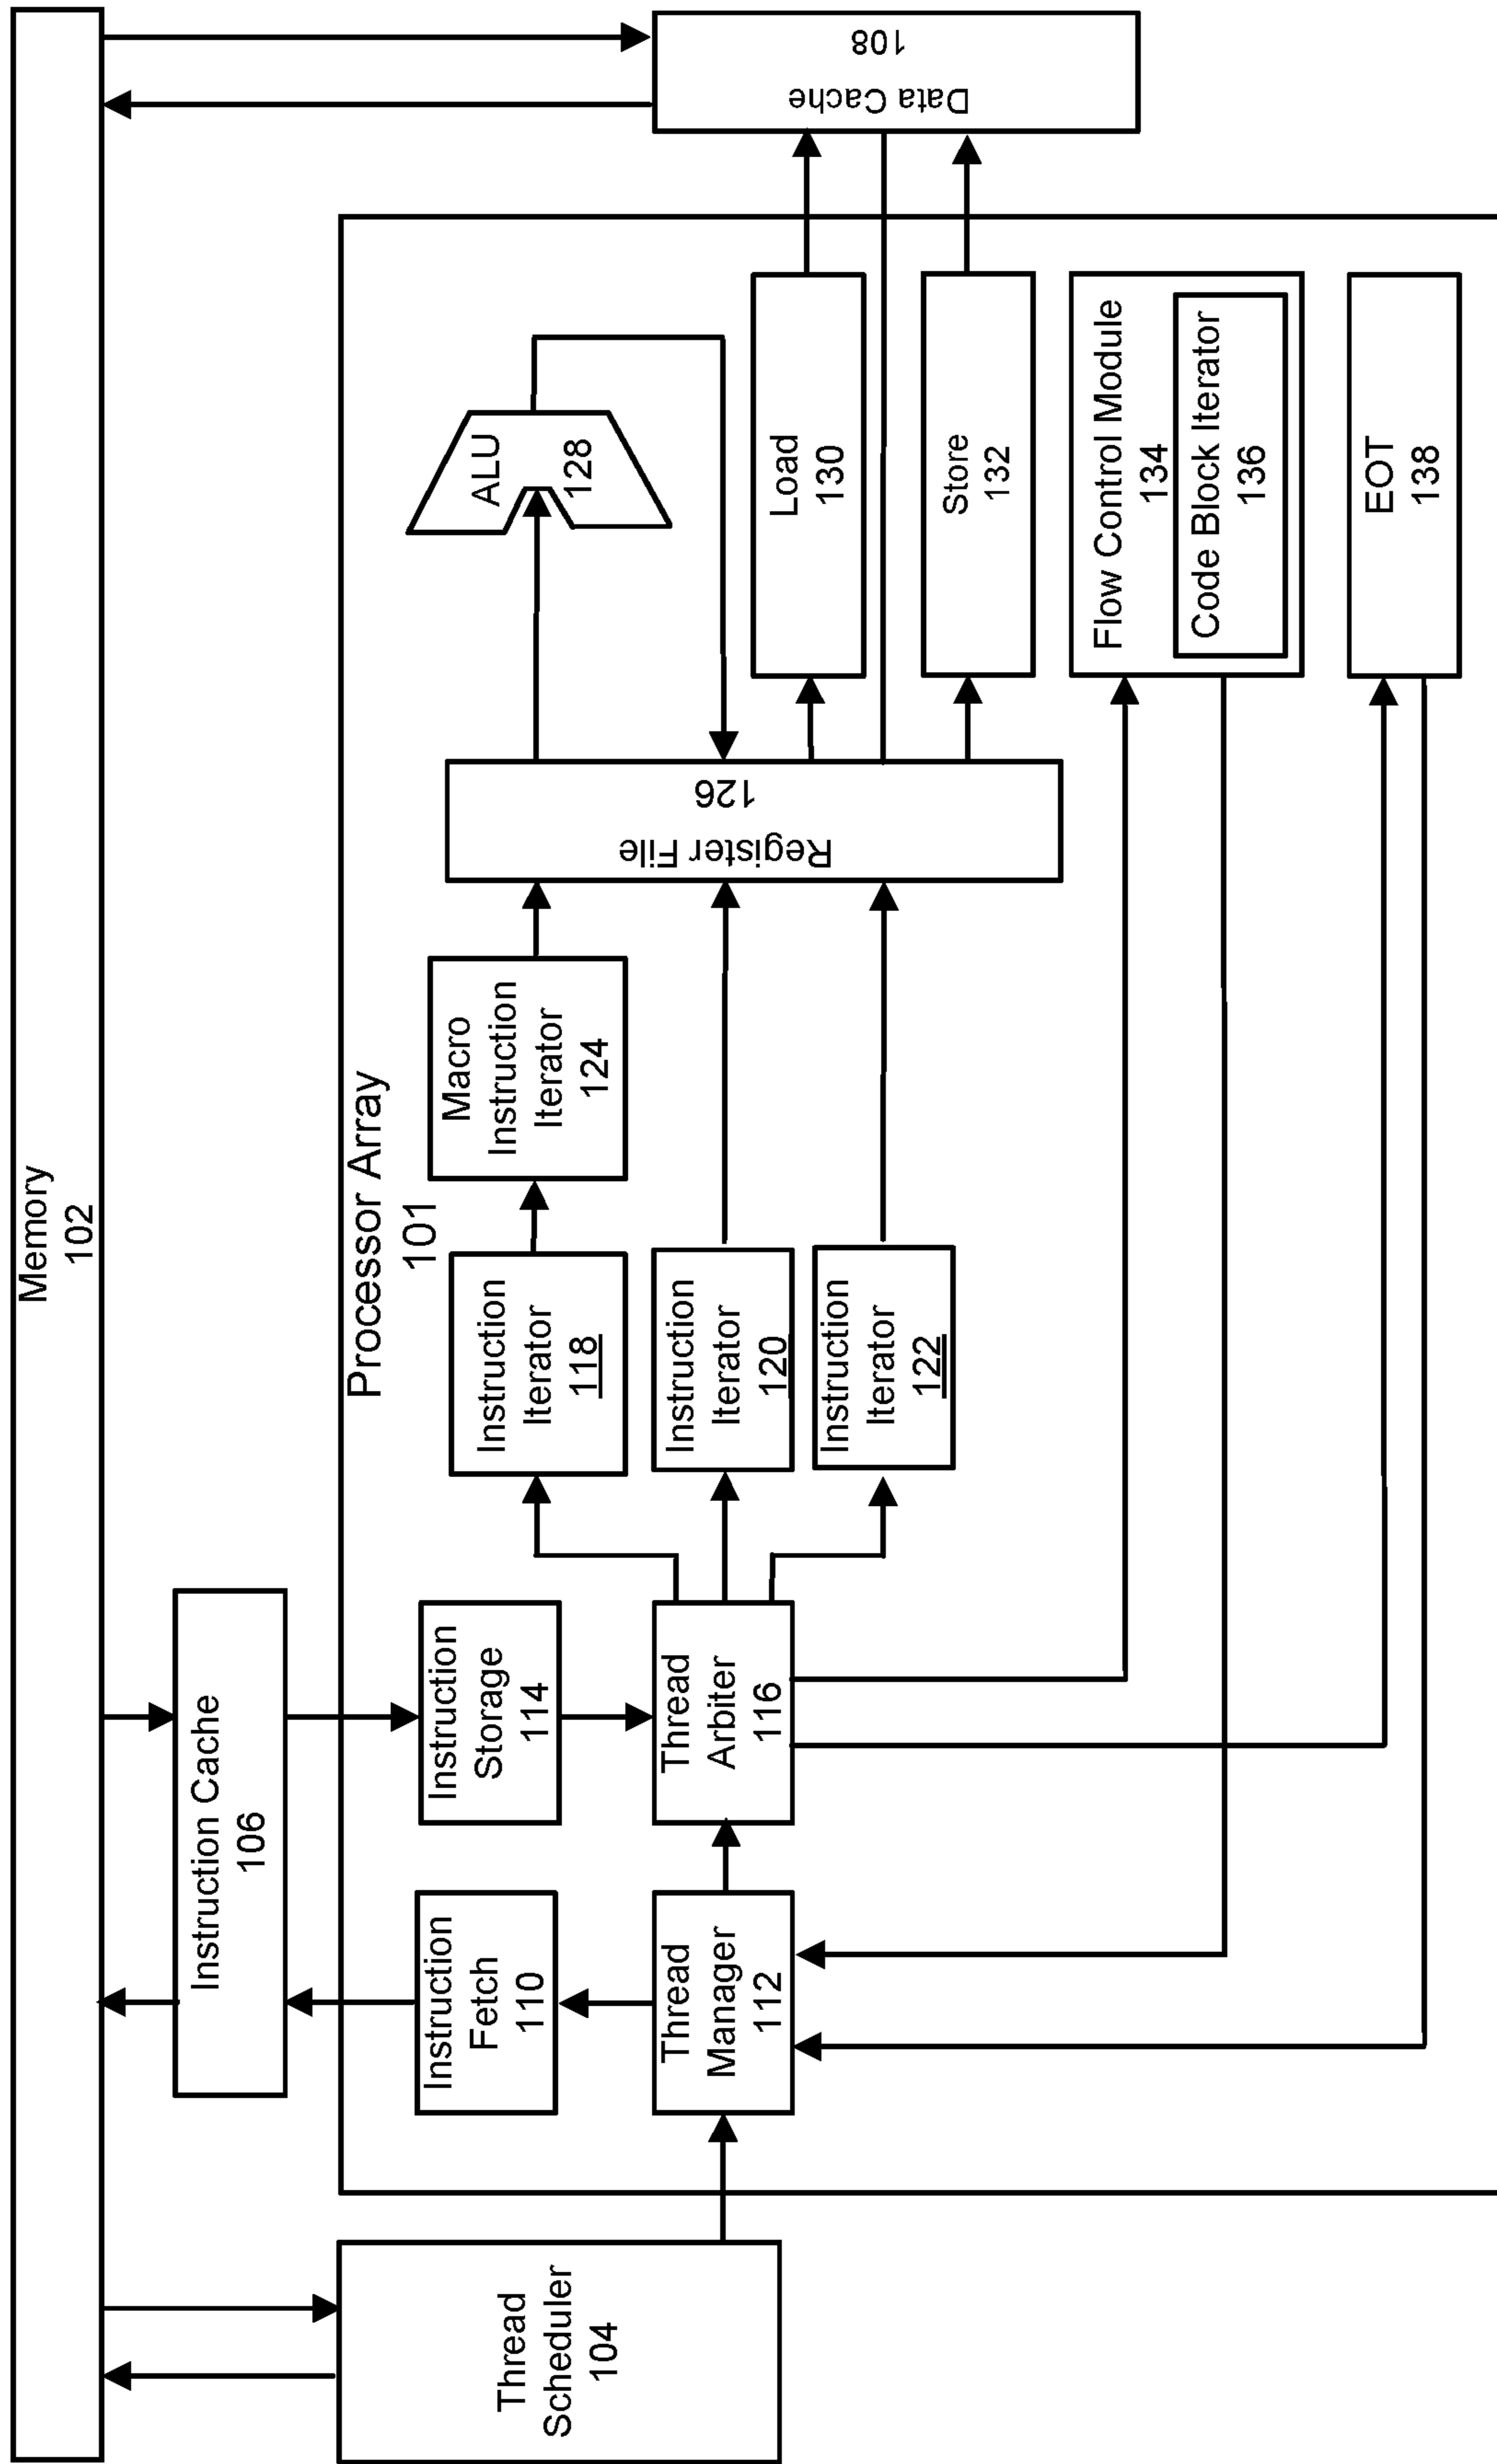 Memory
102
Thread
Scheduler
104
Instruction Cache
106
Data Cache
108
Processor Array
101
Instruction
Fetch
110
Instruction
Storage
114
Thread
Manager
112
Thread
Arbiter
116
Instruction
Iterator
118
Instruction
Iterator
120
Instruction
Iterator
122
Macro
Instruction
Iterator
124
Register File
126
ALU
128
Load
130
Store
132
Flow Control Module
134
Code Block Iterator
136
EOT
138